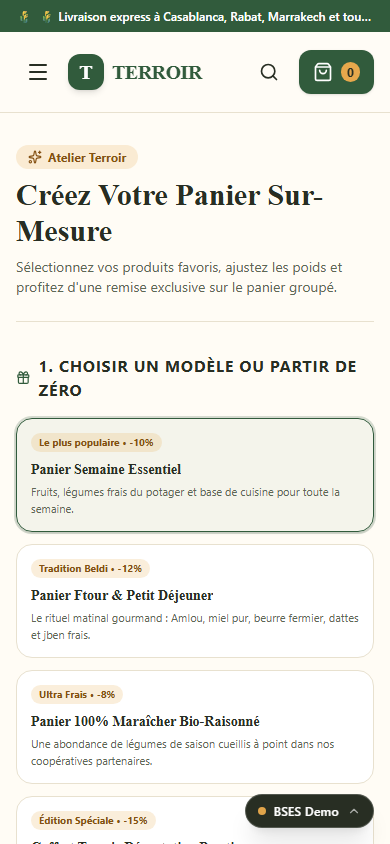 Livraison express à Casablanca, Rabat, Marrakech et tou...
T TERROIR
0
Atelier Terroir
Créez Votre Panier Sur-
Mesure
Sélectionnez vos produits favoris, ajustez les poids et
profitez d'une remise exclusive sur le panier groupé.
1. CHOISIR UN MODÈLE OU PARTIR DE
ZÉRO
Le plus populaire • -10%
Panier Semaine Essentiel
Fruits, légumes frais du potager et base de cuisine pour toute la
semaine.
Tradition Beldi • -12%
Panier Ftour & Petit Déjeuner
Le rituel matinal gourmand : Amlou, miel pur, beurre fermier, dattes
et jben frais.
Ultra Frais • -8%
Panier 100% Maraîcher Bio-Raisonné
Une abondance de légumes de saison cueillis à point dans nos
coopératives partenaires.
Édition Spéciale • -15%
BSES Demo